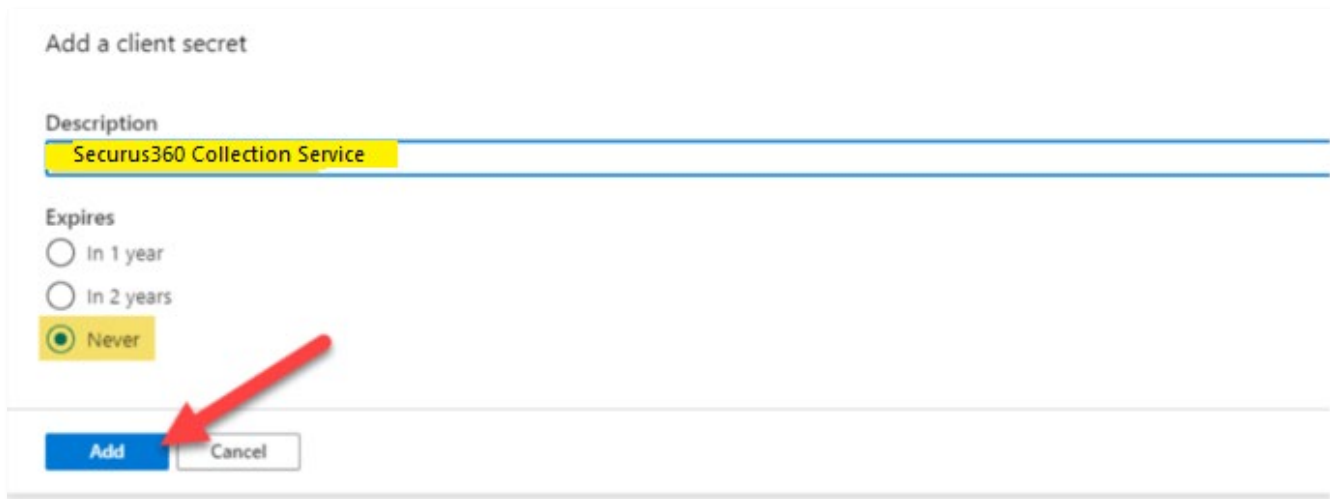 Add a client secret
Description
Securus360 Collection Service
Expires
In 1 year
In 2 years
Never
Add
Cancel